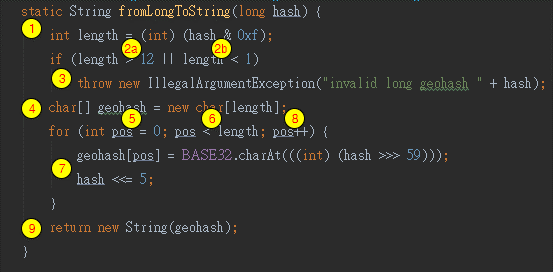 static String fromLongToString(long hash) {
1 int length = (int) (hash & 0xf);
2a 2b
if (length > 12 || length < 1)
3 throw new IllegalArgumentException("invalid long geohash " + hash);
4 char[] geohash = new char[length];
5 6 8
for (int pos = 0; pos < length; pos++) {
geohash[pos] = BASE32.charAt(((int) (hash >>> 59)));
7
hash <<= 5;
}
9 return new String(geohash);
}